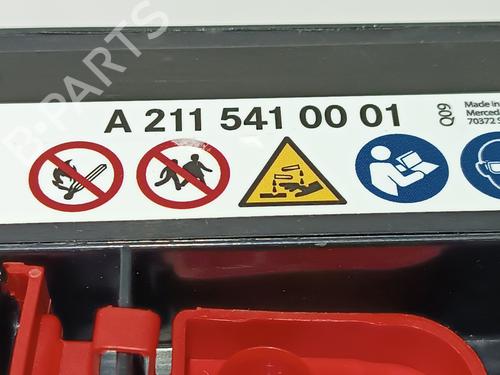 B-PARTS
A 211 541 00 01
Q09
Made in
Merced
70372 S